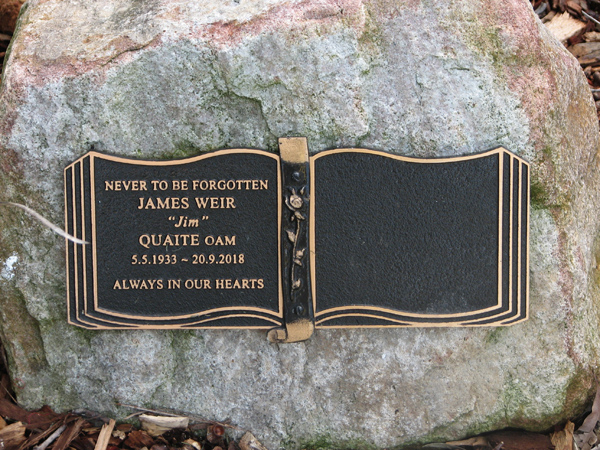 NEVER TO BE FORGOTTEN
JAMES WEIR
"Jim"
QUAITE OAM
5.5.1933 ~ 20.9.2018
ALWAYS IN OUR HEARTS